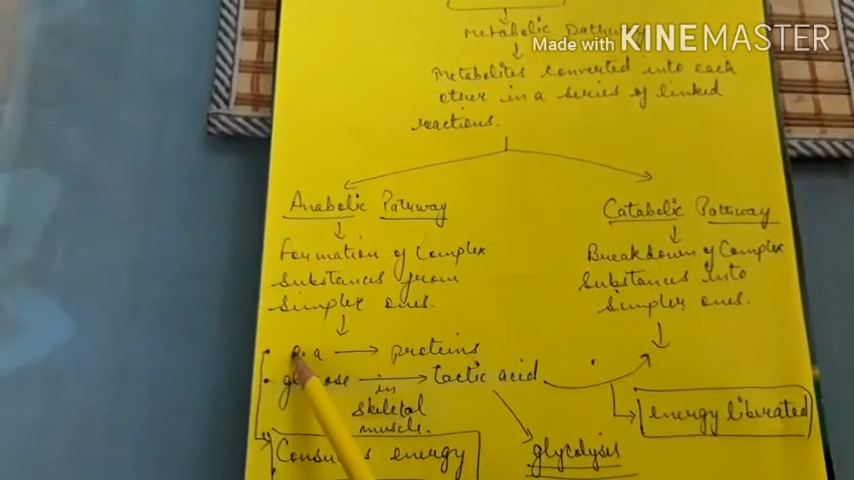 Metabolic Pathway
Made with KINEMASTER
Metabolites converted into each
other in a series of linked
reactions.
Anabolic Pathway
Formation of Complex
Substances from
Simpler ones.
a.a → proteins
glucose → lactic acid
in
skeletal
muscle.
Consumes energy
Catabolic Pathway
Breakdown of Complex
Substances into
Simpler ones.
energy liberated
glycolysis